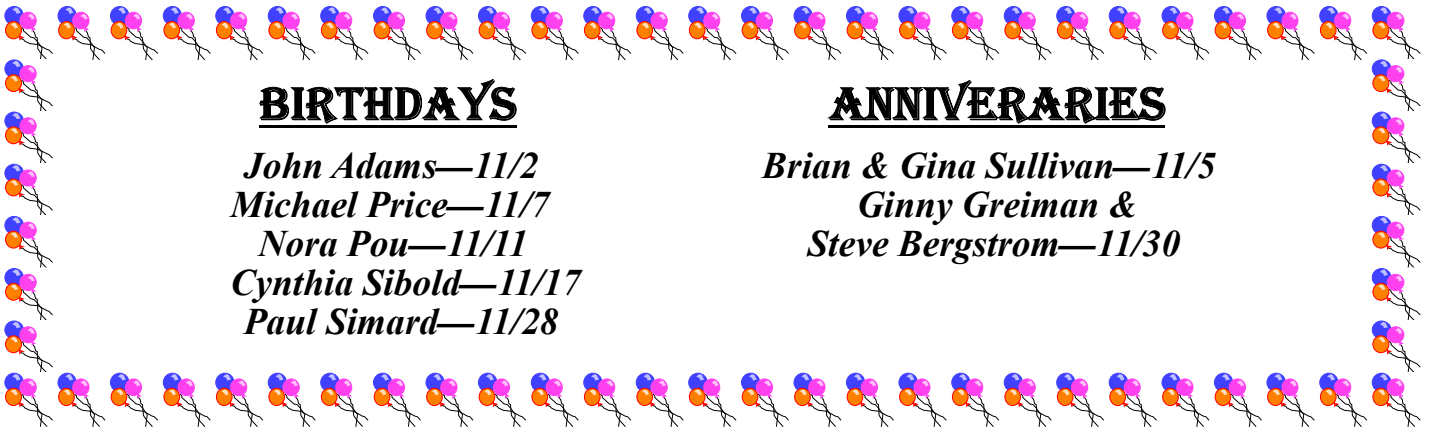 BIRTHDAYS
John Adams—11/2
Michael Price—11/7
Nora Pou—11/11
Cynthia Sibold—11/17
Paul Simard—11/28
ANNIVERARIES
Brian & Gina Sullivan—11/5
Ginny Greiman &
Steve Bergstrom—11/30